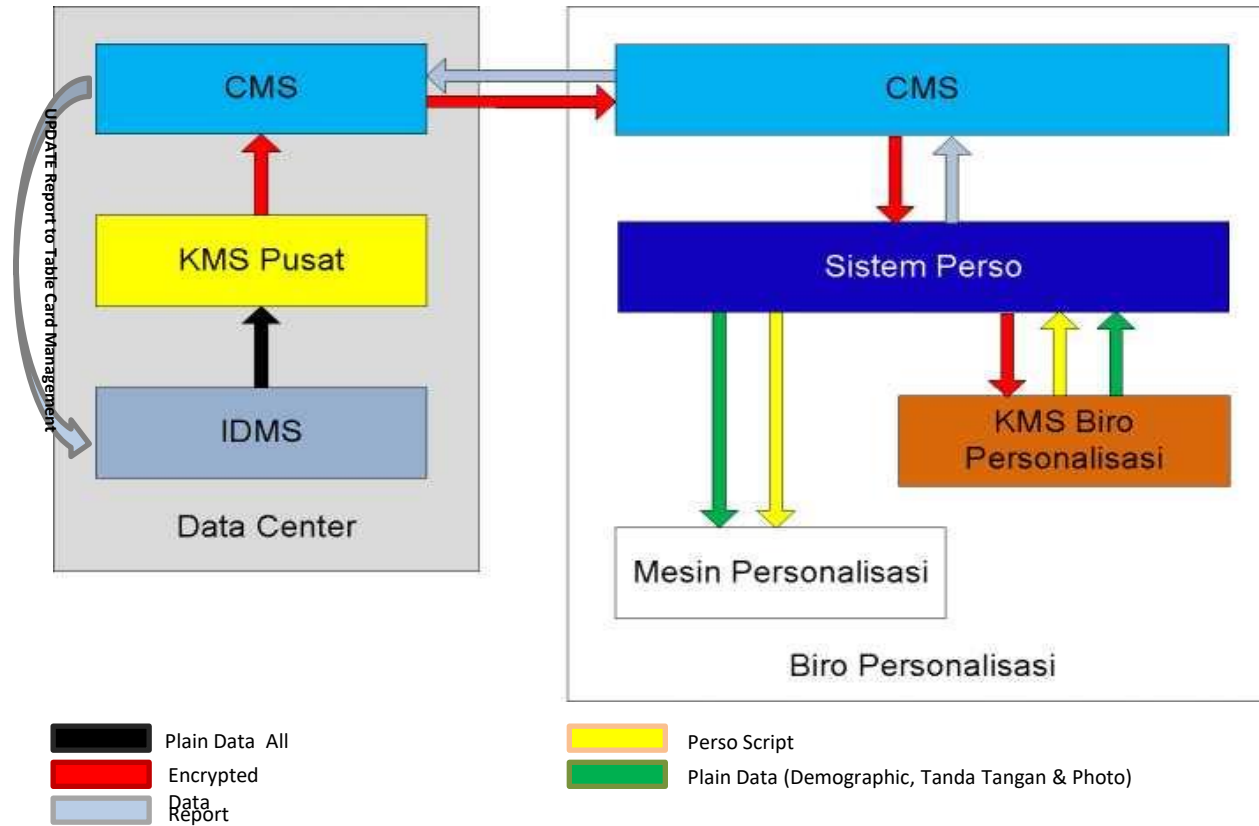 CMS
CMS
UPDATE Report to Table Card Management
KMS Pusat
Sistem Perso
IDMS
KMS Biro
Personalisasi
Data Center
Mesin Personalisasi
Biro Personalisasi
Plain Data All
Perso Script
Encrypted
Data
Plain Data (Demographic, Tanda Tangan & Photo)
Report